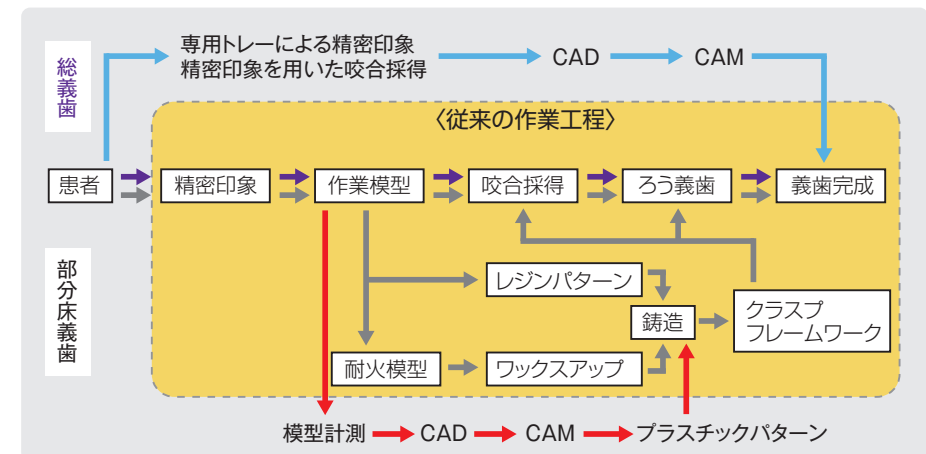 専用トレーによる精密印象
精密印象を用いた咬合採得
CAD
CAM
総義歯
〈従来の作業工程〉
患者
精密印象
作業模型
咬合採得
ろう義歯
義歯完成
部分床義歯
レジンパターン
鋳造
クラスプ
フレームワーク
耐火模型
ワックスアップ
模型計測
CAD
CAM
プラスチックパターン